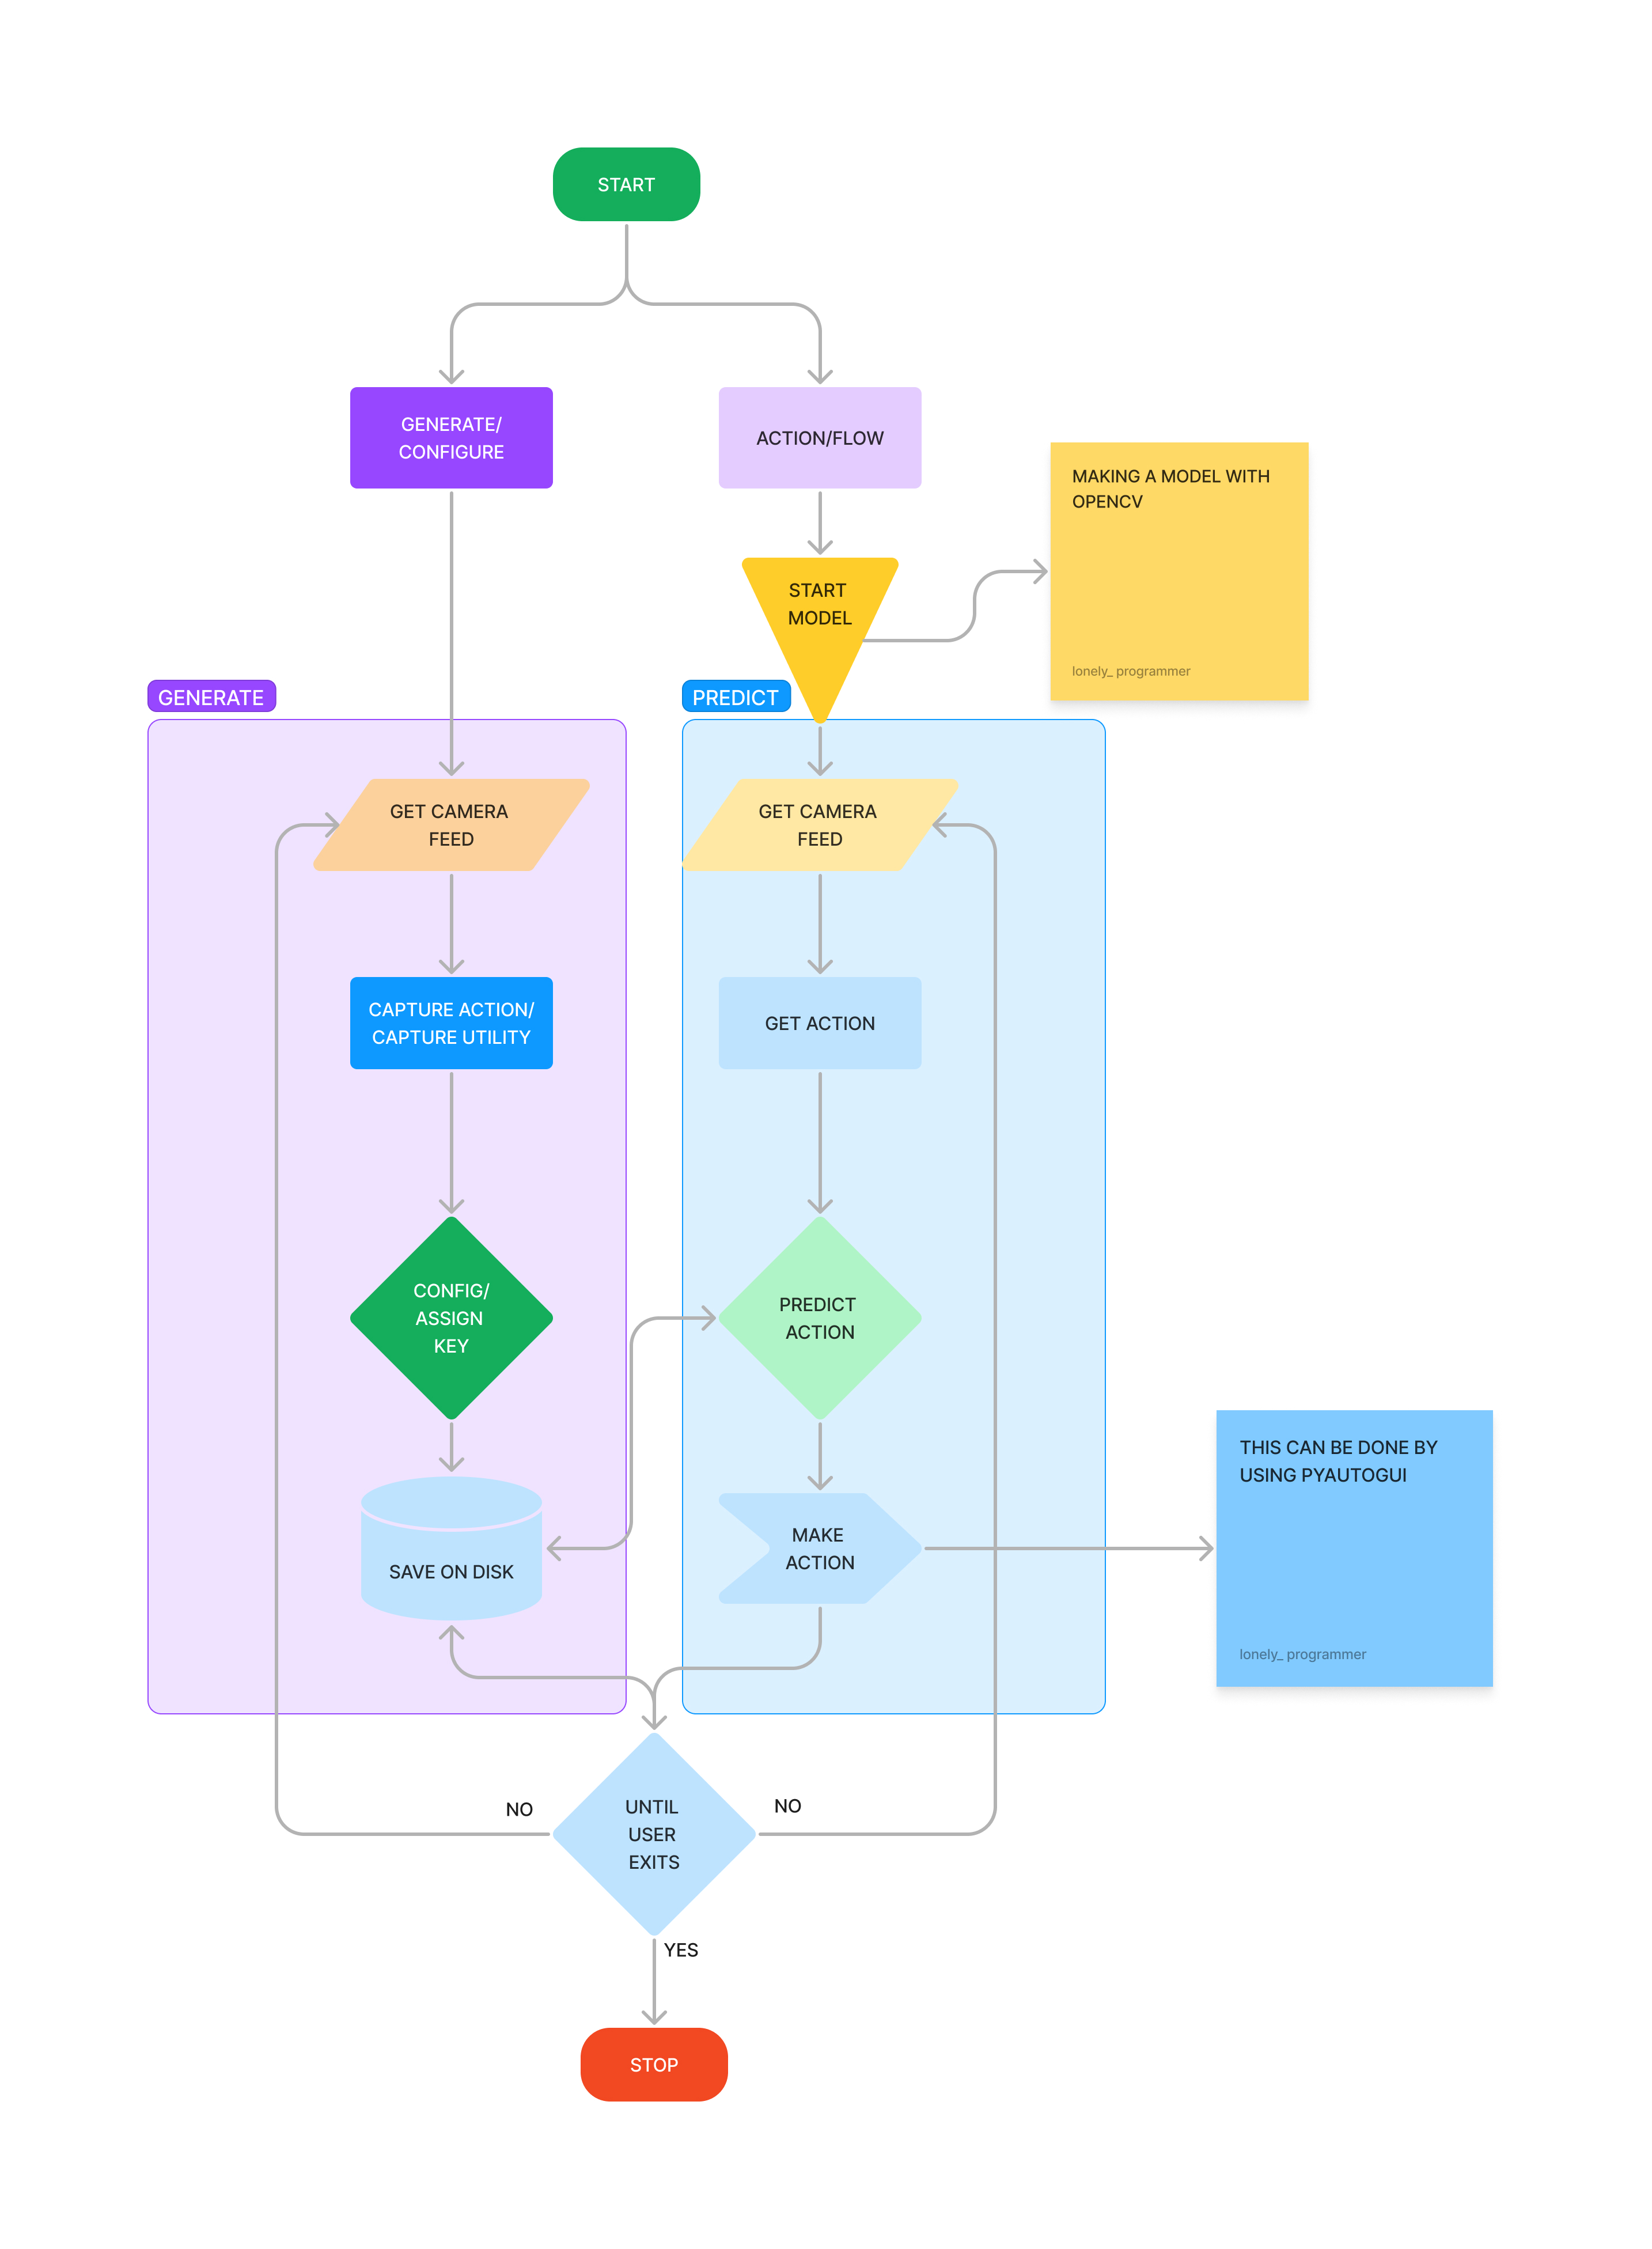 START
GENERATE/
CONFIGURE
ACTION/FLOW
MAKING A MODEL WITH
OPENCV
lonely_ programmer
START
MODEL
GENERATE
PREDICT
GET CAMERA
FEED
GET CAMERA
FEED
CAPTURE ACTION/
CAPTURE UTILITY
GET ACTION
CONFIG/
ASSIGN
KEY
PREDICT
ACTION
SAVE ON DISK
MAKE
ACTION
THIS CAN BE DONE BY
USING PYAUTOGUI
lonely_ programmer
NO
UNTIL
USER
EXITS
NO
YES
STOP